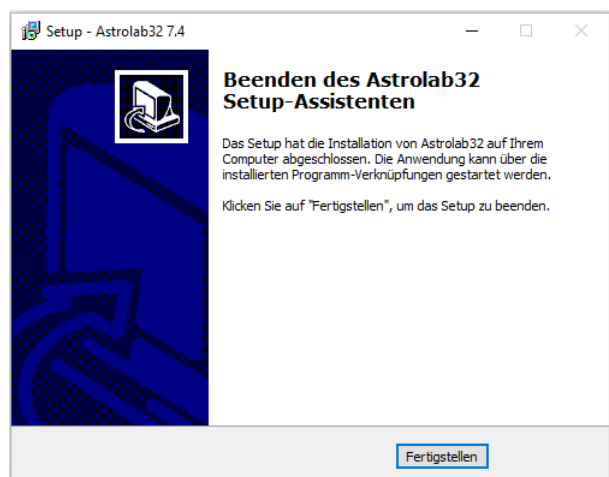 Setup - Astrolab32 7.4
Beenden des Astrolab32
Setup-Assistenten
Das Setup hat die Installation von Astrolab32 auf Ihrem
Computer abgeschlossen. Die Anwendung kann über die
installierten Programm-Verknüpfungen gestartet werden.
Klicken Sie auf "Fertigstellen", um das Setup zu beenden.
Fertigstellen